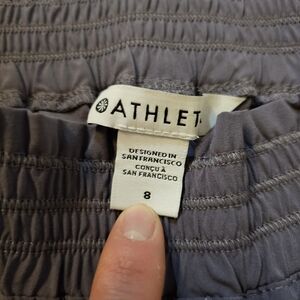 ATHLET
DESIGNED IN
SAN FRANCISCO
CONÇU À
SAN FRANCISCO
8